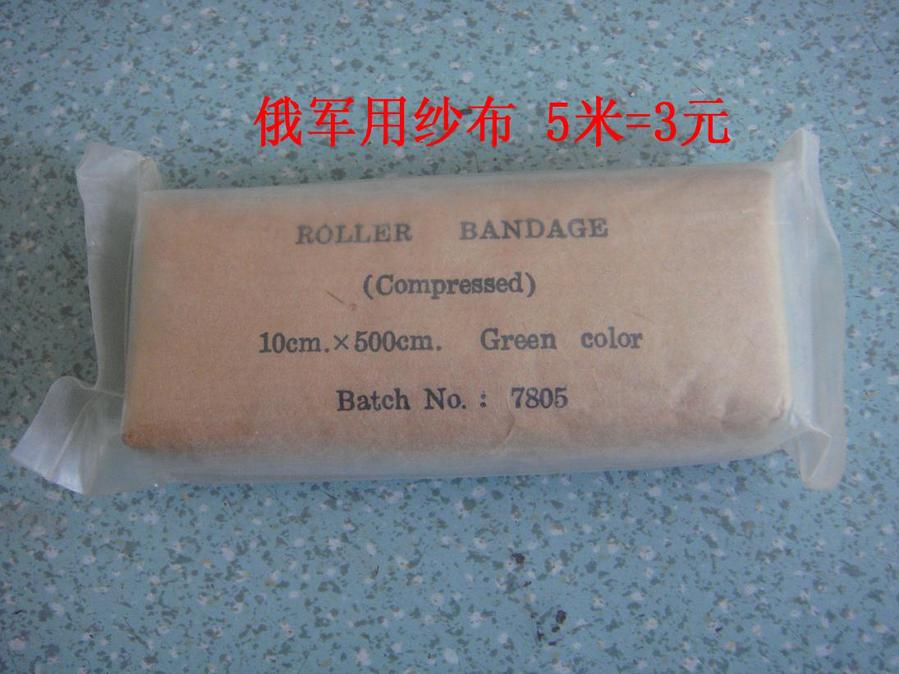 俄军用纱布 5米=3元
ROLLER BANDAGE
(Compressed)
10cm.×500cm. Green color
Batch No.: 7805